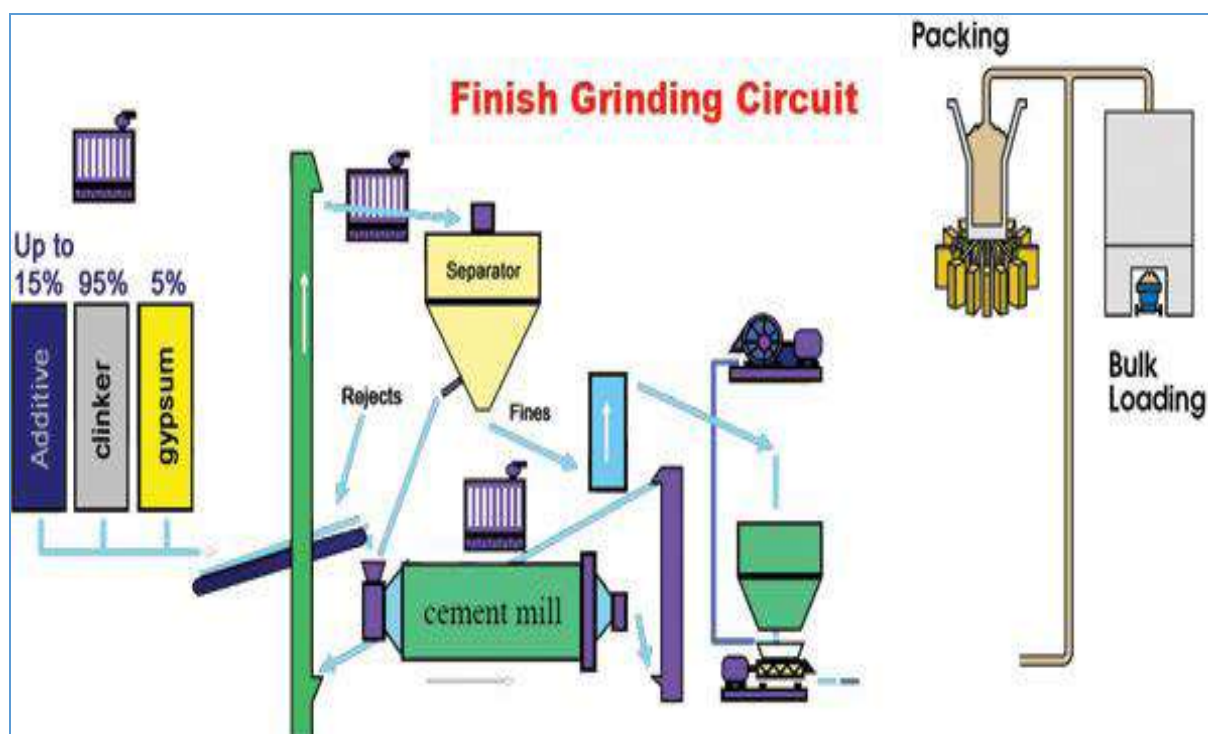 Packing
Finish Grinding Circuit
Up to
15% 95% 5%
Additive
clinker
gypsum
Separator
Rejects
Fines
cement mill
Bulk
Loading